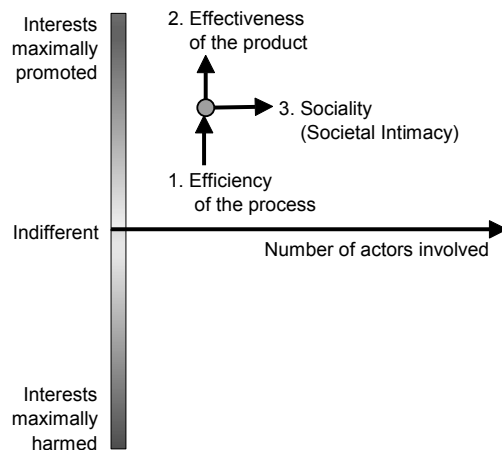 Interests
maximally
promoted
2. Effectiveness
of the product
3. Sociality
(Societal Intimacy)
1. Efficiency
of the process
Indifferent
Number of actors involved
Interests
maximally
harmed